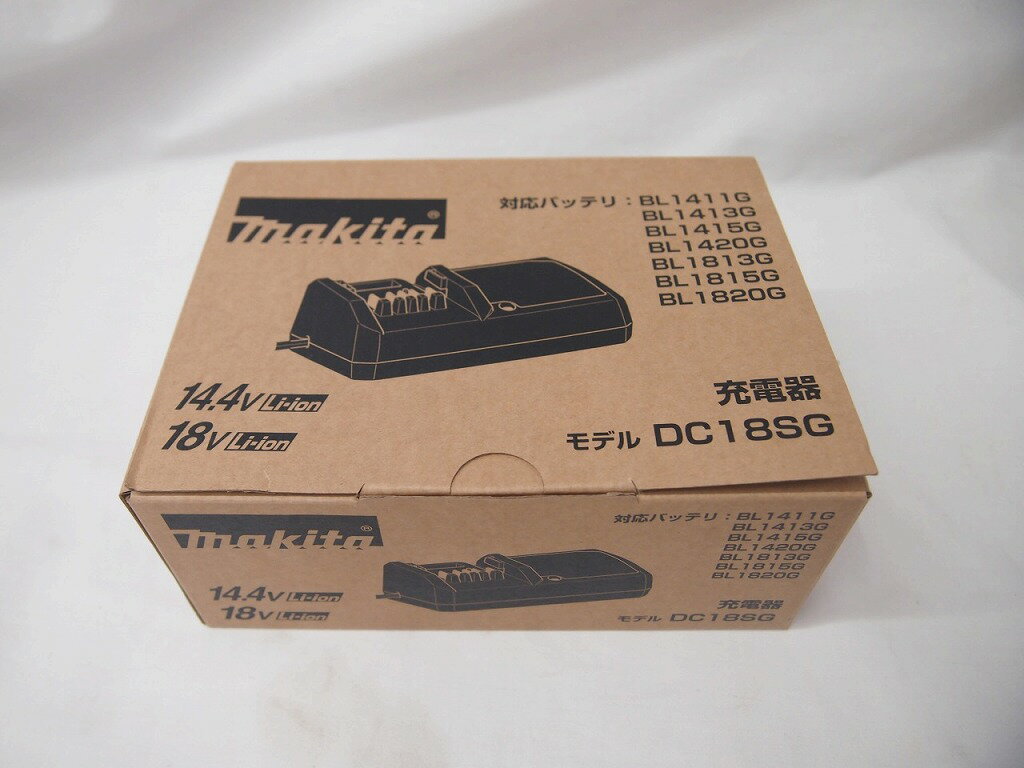 makita®
対応バッテリ：BL1411G
BL1413G
BL1415G
BL1420G
BL1813G
BL1815G
BL1820G
14.4V Li-ion
18V Li-ion
充電器
モデル DC18SG
makita®
対応バッテリ：BL1411G
BL1413G
BL1415G
BL1420G
BL1813G
BL1815G
BL1820G
14.4V Li-ion
18V Li-ion
充電器
モデル DC18SG